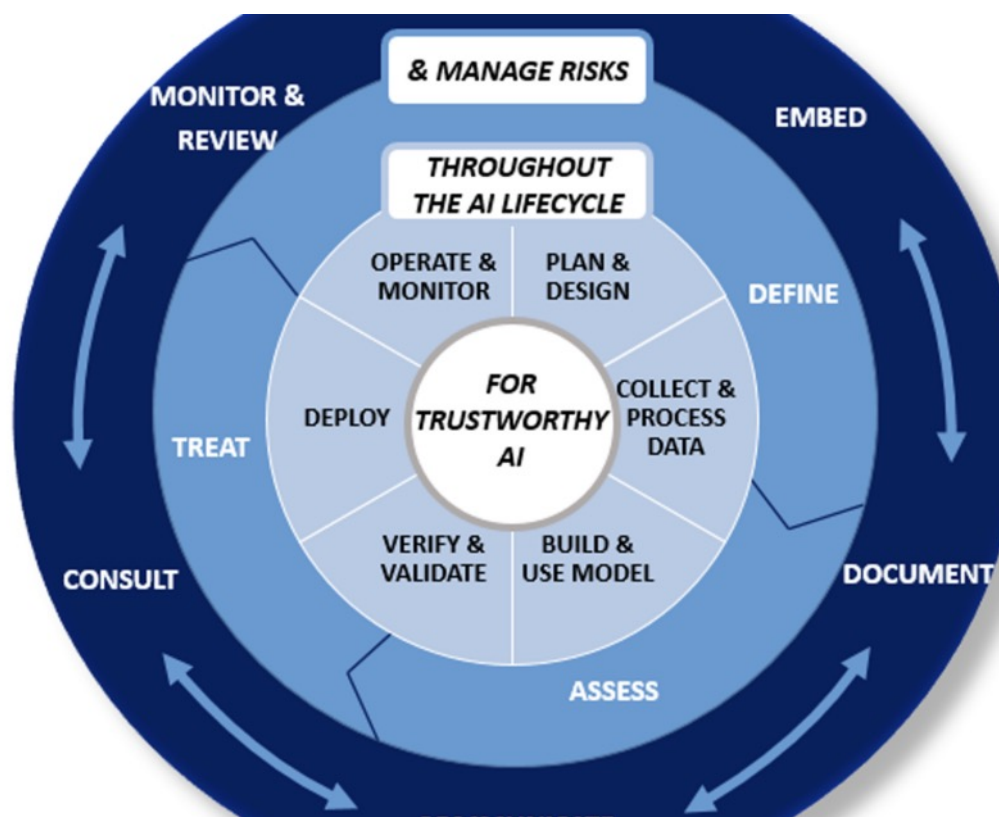 & MANAGE RISKS
MONITOR &
REVIEW
EMBED
THROUGHOUT
THE AI LIFECYCLE
OPERATE &
MONITOR
PLAN &
DESIGN
DEFINE
FOR
TRUSTWORTHY
AI
COLLECT &
PROCESS
DATA
DEPLOY
TREAT
VERIFY &
VALIDATE
BUILD &
USE MODEL
CONSULT
DOCUMENT
ASSESS